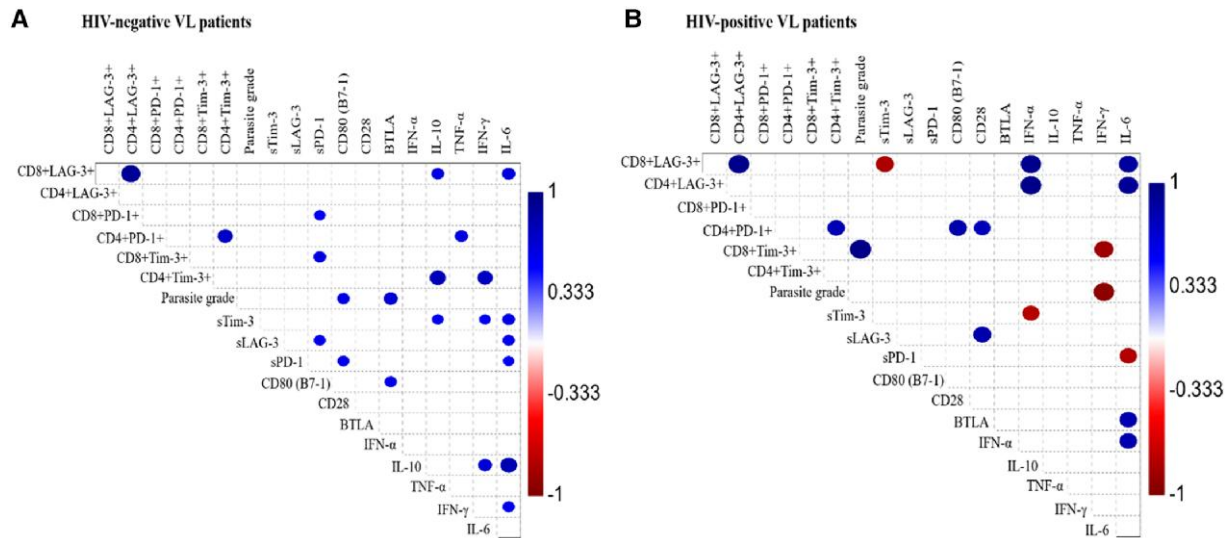 A
HIV-negative VL patients
CD8+LAG-3+
CD4+LAG-3+
CD8+PD-1+
CD4+PD-1+
CD8+Tim-3+
CD4+Tim-3+
Parasite grade
sTim-3
sLAG-3
sPD-1
CD80 (B7-1)
CD28
BTLA
IFN-α
IL-10
TNF-α
IFN-γ
IL-6
CD8+LAG-3+
CD4+LAG-3+
CD8+PD-1+
CD4+PD-1+
CD8+Tim-3+
CD4+Tim-3+
Parasite grade
sTim-3
sLAG-3
sPD-1
CD80 (B7-1)
CD28
BTLA
IFN-α
IL-10
TNF-α
IFN-γ
IL-6
1
0.333
-0.333
-1
B
HIV-positive VL patients
CD8+LAG-3+
CD4+LAG-3+
CD8+PD-1+
CD4+PD-1+
CD8+Tim-3+
CD4+Tim-3+
Parasite grade
sTim-3
sLAG-3
sPD-1
CD80 (B7-1)
CD28
BTLA
IFN-α
IL-10
TNF-α
IFN-γ
IL-6
CD8+LAG-3+
CD4+LAG-3+
CD8+PD-1+
CD4+PD-1+
CD8+Tim-3+
CD4+Tim-3+
Parasite grade
sTim-3
sLAG-3
sPD-1
CD80 (B7-1)
CD28
BTLA
IFN-α
IL-10
TNF-α
IFN-γ
IL-6
1
0.333
-0.333
-1